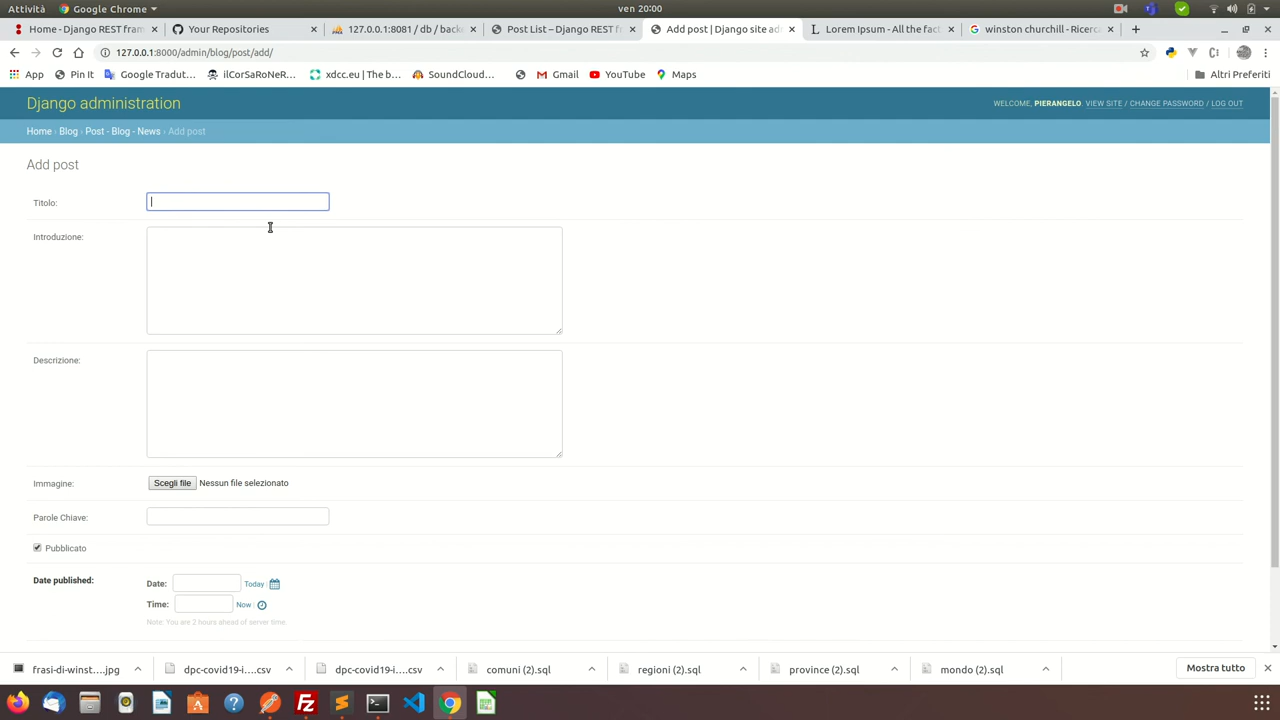 Attività Google Chrome ven 20:00
Home - Django REST fram Your Repositories 127.0.0.1:8081 / db / backe Post List – Django REST f Add post | Django site ad Lorem Ipsum - All the fact winston churchill - Ricerc
127.0.0.1:8000/admin/blog/post/add/
App Pin It Google Tradut... ilCorSaRoNeR... xdcc.eu | The b... SoundCloud... Gmail YouTube Maps Altri Preferiti
Django administration WELCOME, PIERANGELO. VIEW SITE / CHANGE PASSWORD / LOG OUT
Home › Blog › Post - Blog - News › Add post
Add post
Titolo:
Introduzione:
Descrizione:
Immagine: Scegli file Nessun file selezionato
Parole Chiave:
Pubblicato
Date published: Date: Today
Time: Now
Note: You are 2 hours ahead of server time.
frasi-di-winst....jpg dpc-covid19-i....csv dpc-covid19-i....csv comuni (2).sql regioni (2).sql province (2).sql mondo (2).sql Mostra tutto